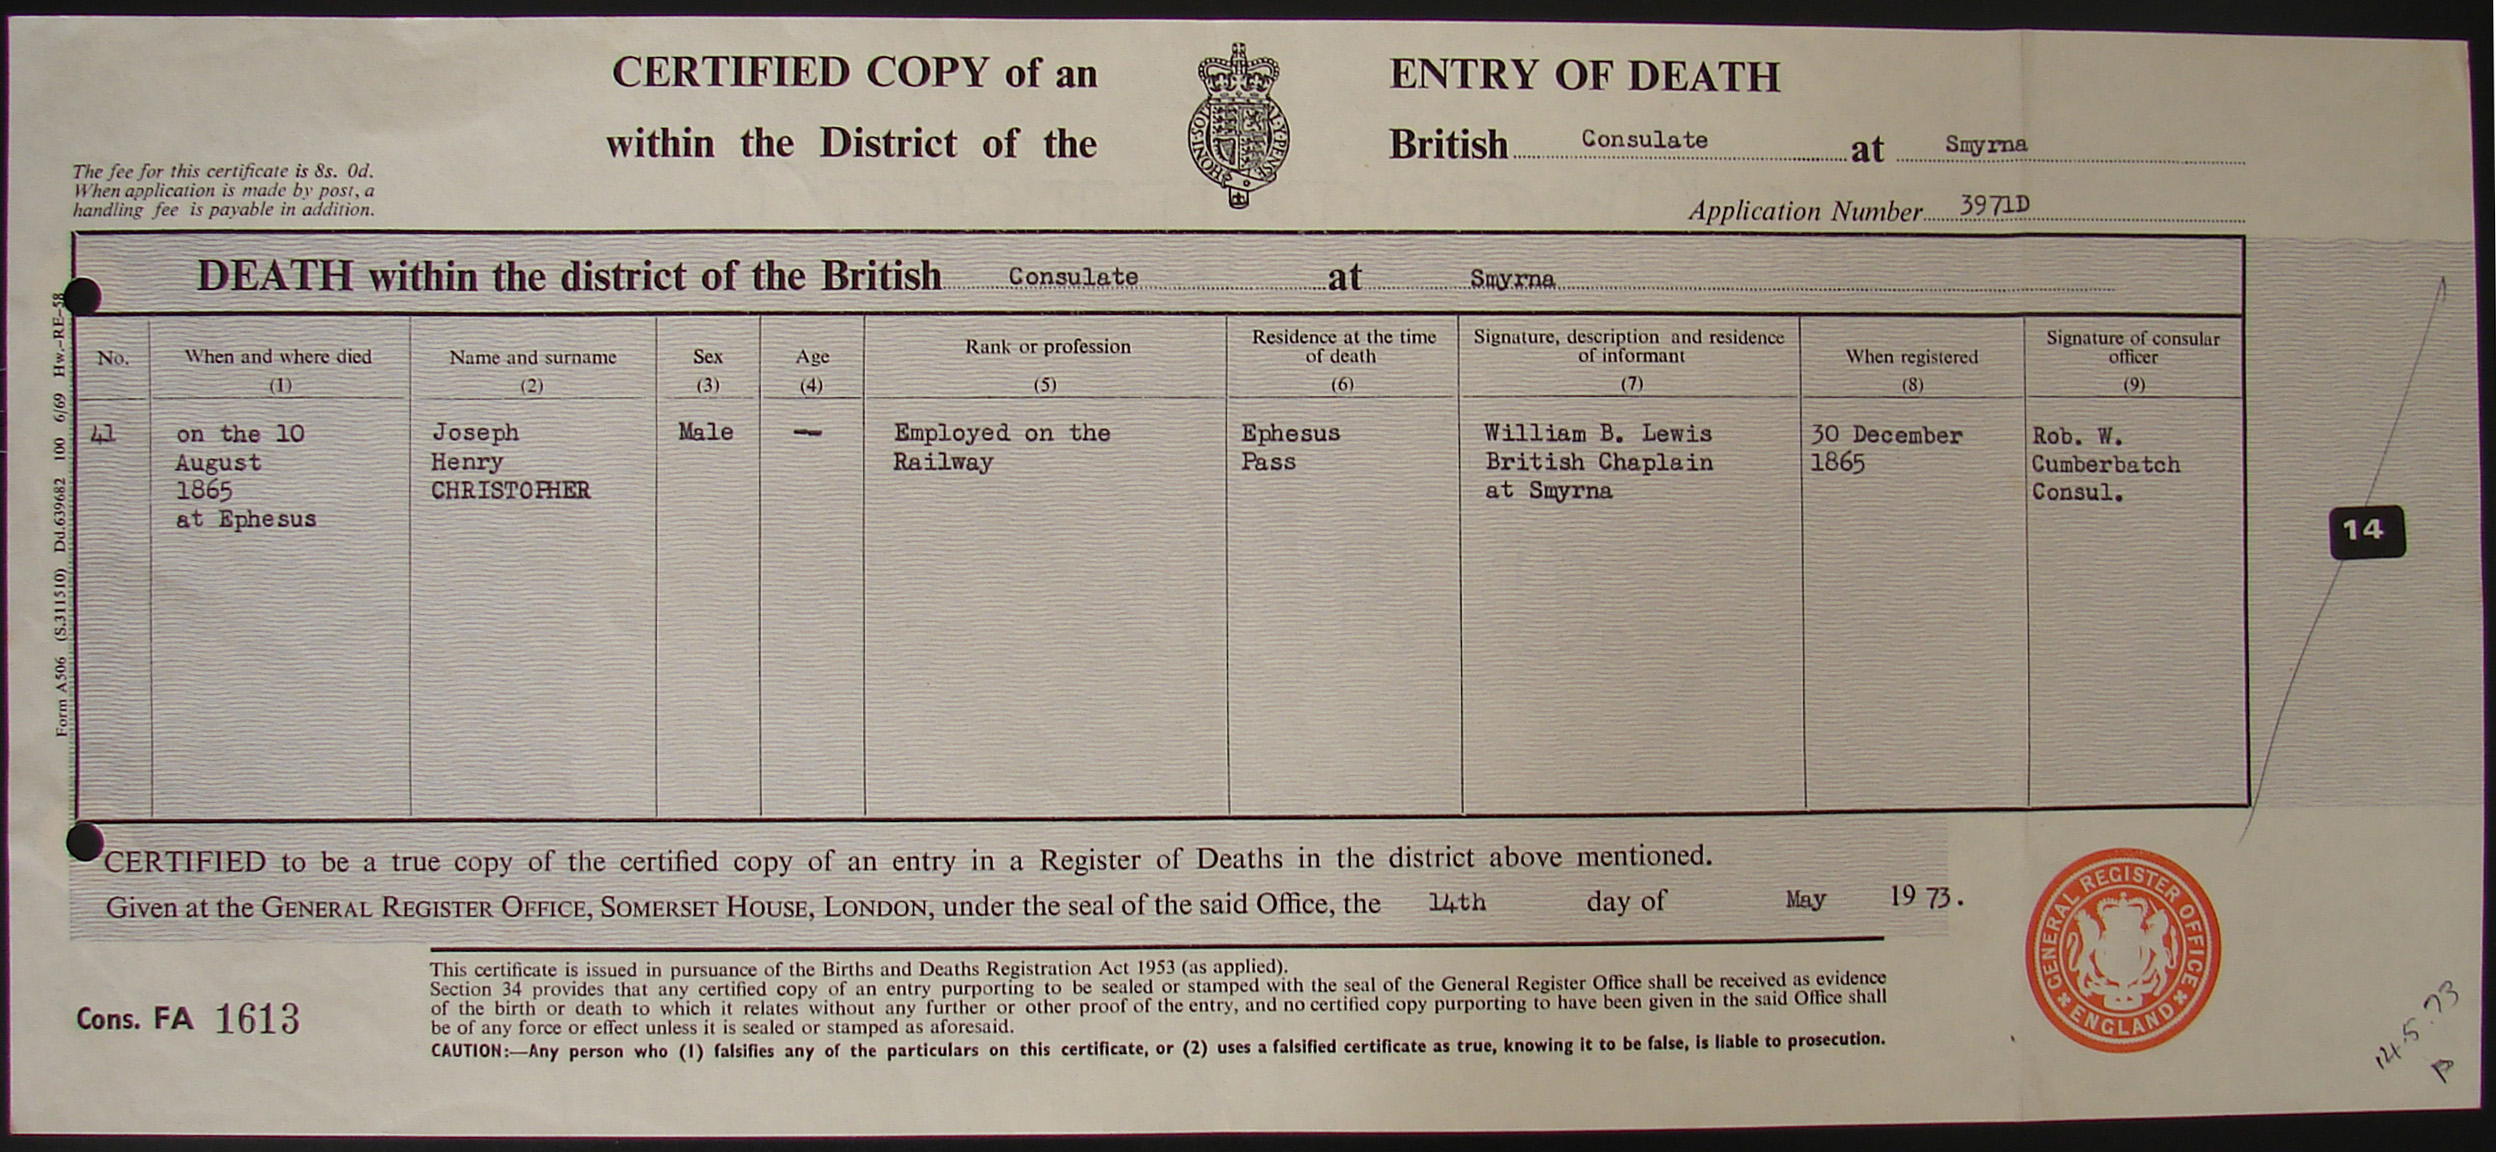 CERTIFIED COPY of an ENTRY OF DEATH
within the District of the British Consulate at Smyrna
The fee for this certificate is 8s. 0d.
When application is made by post, a
handling fee is payable in addition.
Application Number 3971D
HONI·SOIT
AL·Y·PENCE
DEATH within the district of the British Consulate at Smyrna
No.
When and where died
(1)
Name and surname
(2)
Sex
(3)
Age
(4)
Rank or profession
(5)
Residence at the time
of death
(6)
Signature, description and residence
of informant
(7)
When registered
(8)
Signature of consular
officer
(9)
41
on the 10
August
1865
at Ephesus
Joseph
Henry
CHRISTOPHER
Male
—
Employed on the
Railway
Ephesus
Pass
William B. Lewis
British Chaplain
at Smyrna
30 December
1865
Rob. W.
Cumberbatch
Consul.
14
Form A506 (S.311510) Dd.639682 100 6/69 Hw.-RE-58
CERTIFIED to be a true copy of the certified copy of an entry in a Register of Deaths in the district above mentioned.
Given at the GENERAL REGISTER OFFICE, SOMERSET HOUSE, LONDON, under the seal of the said Office, the 14th day of May 1973.
GENERAL REGISTER OFFICE
ENGLAND
This certificate is issued in pursuance of the Births and Deaths Registration Act 1953 (as applied).
Section 34 provides that any certified copy of an entry purporting to be sealed or stamped with the seal of the General Register Office shall be received as evidence
of the birth or death to which it relates without any further or other proof of the entry, and no certified copy purporting to have been given in the said Office shall
be of any force or effect unless it is sealed or stamped as aforesaid.
CAUTION:—Any person who (1) falsifies any of the particulars on this certificate, or (2) uses a falsified certificate as true, knowing it to be false, is liable to prosecution.
Cons. FA 1613
14.5.73